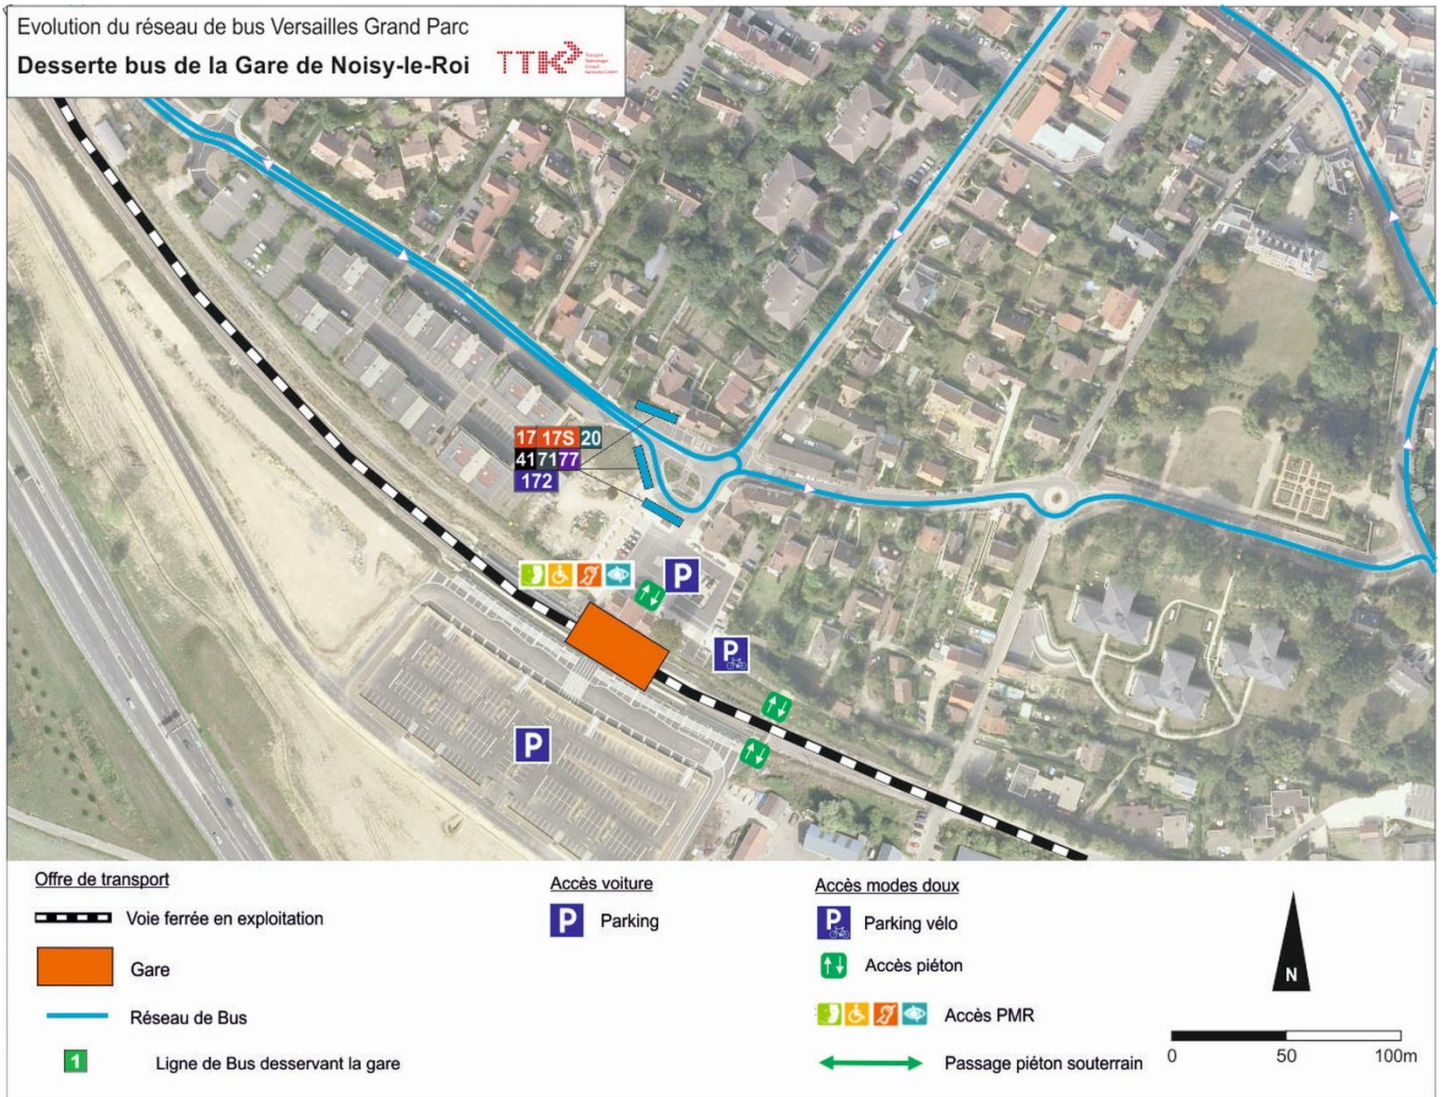 Evolution du réseau de bus Versailles Grand Parc
Desserte bus de la Gare de Noisy-le-Roi
TTK
17 17S 20
41 71 77
172
P
P
P
P
Offre de transport
Voie ferrée en exploitation
Gare
Réseau de Bus
1 Ligne de Bus desservant la gare
Accès voiture
P Parking
Accès modes doux
P Parking vélo
Accès piéton
Accès PMR
Passage piéton souterrain
N
0 50 100m